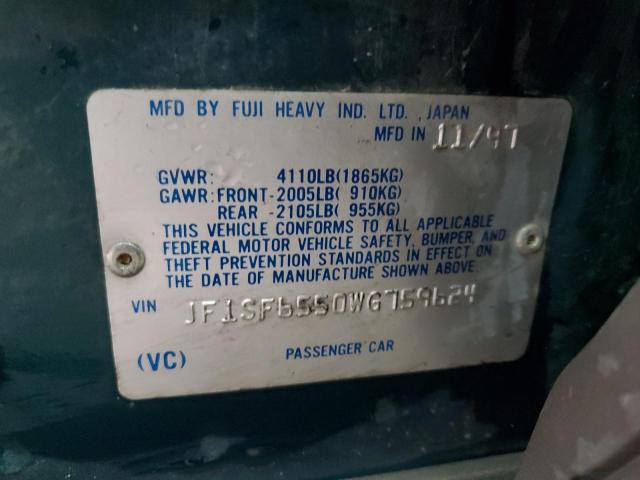 MFD BY FUJI HEAVY IND. LTD., JAPAN
MFD IN 11/97
GVWR: 4110LB(1865KG)
GAWR: FRONT-2005LB( 910KG)
REAR -2105LB( 955KG)
THIS VEHICLE CONFORMS TO ALL APPLICABLE
FEDERAL MOTOR VEHICLE SAFETY, BUMPER, AND
THEFT PREVENTION STANDARDS IN EFFECT ON
THE DATE OF MANUFACTURE SHOWN ABOVE.
VIN JF1SF6550WG759624
(VC) PASSENGER CAR